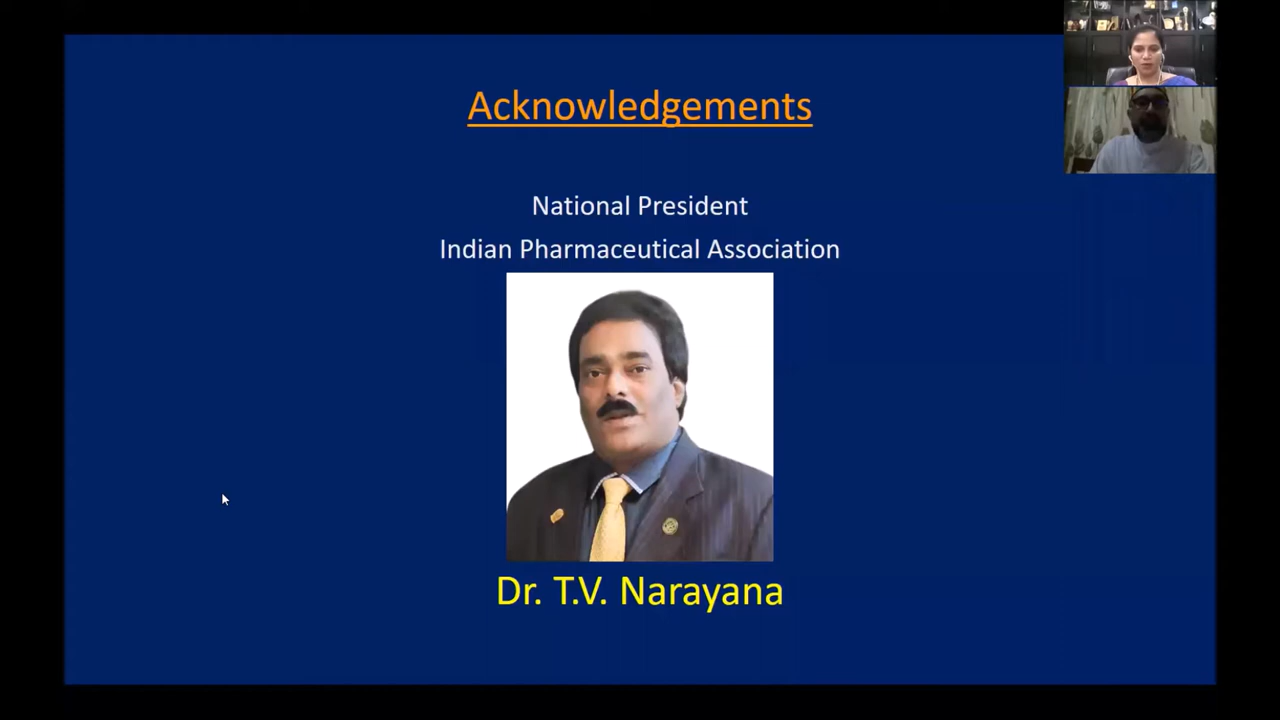 Acknowledgements
National President
Indian Pharmaceutical Association
Dr. T.V. Narayana